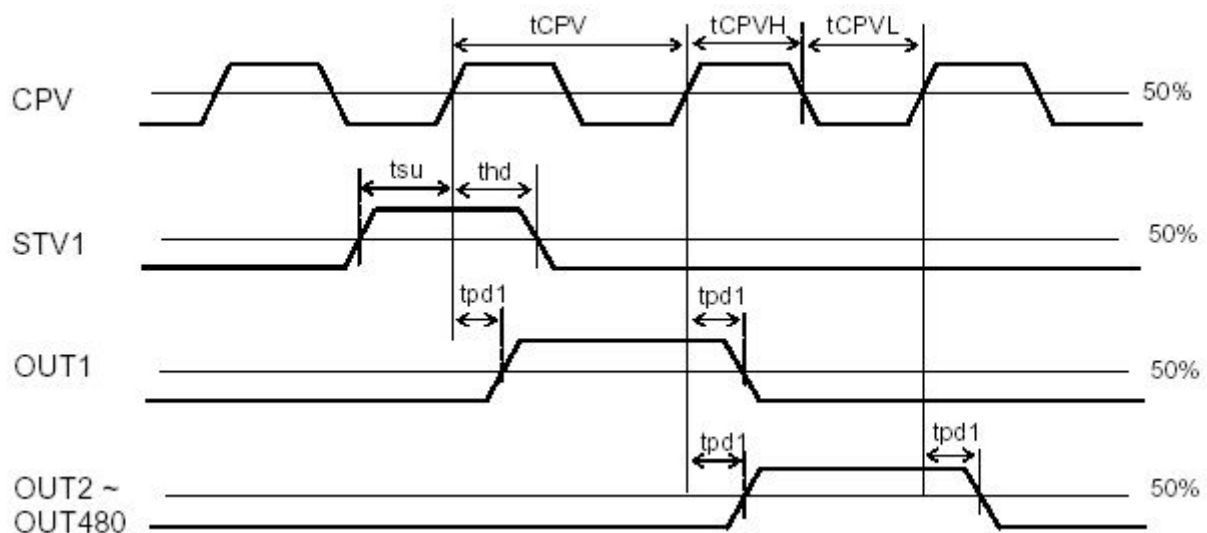 tCPV tCPVH tCPVL
CPV 50%
tsu thd
STV1 50%
tpd1 tpd1
OUT1 50%
tpd1 tpd1
OUT2 ~ 50%
OUT480